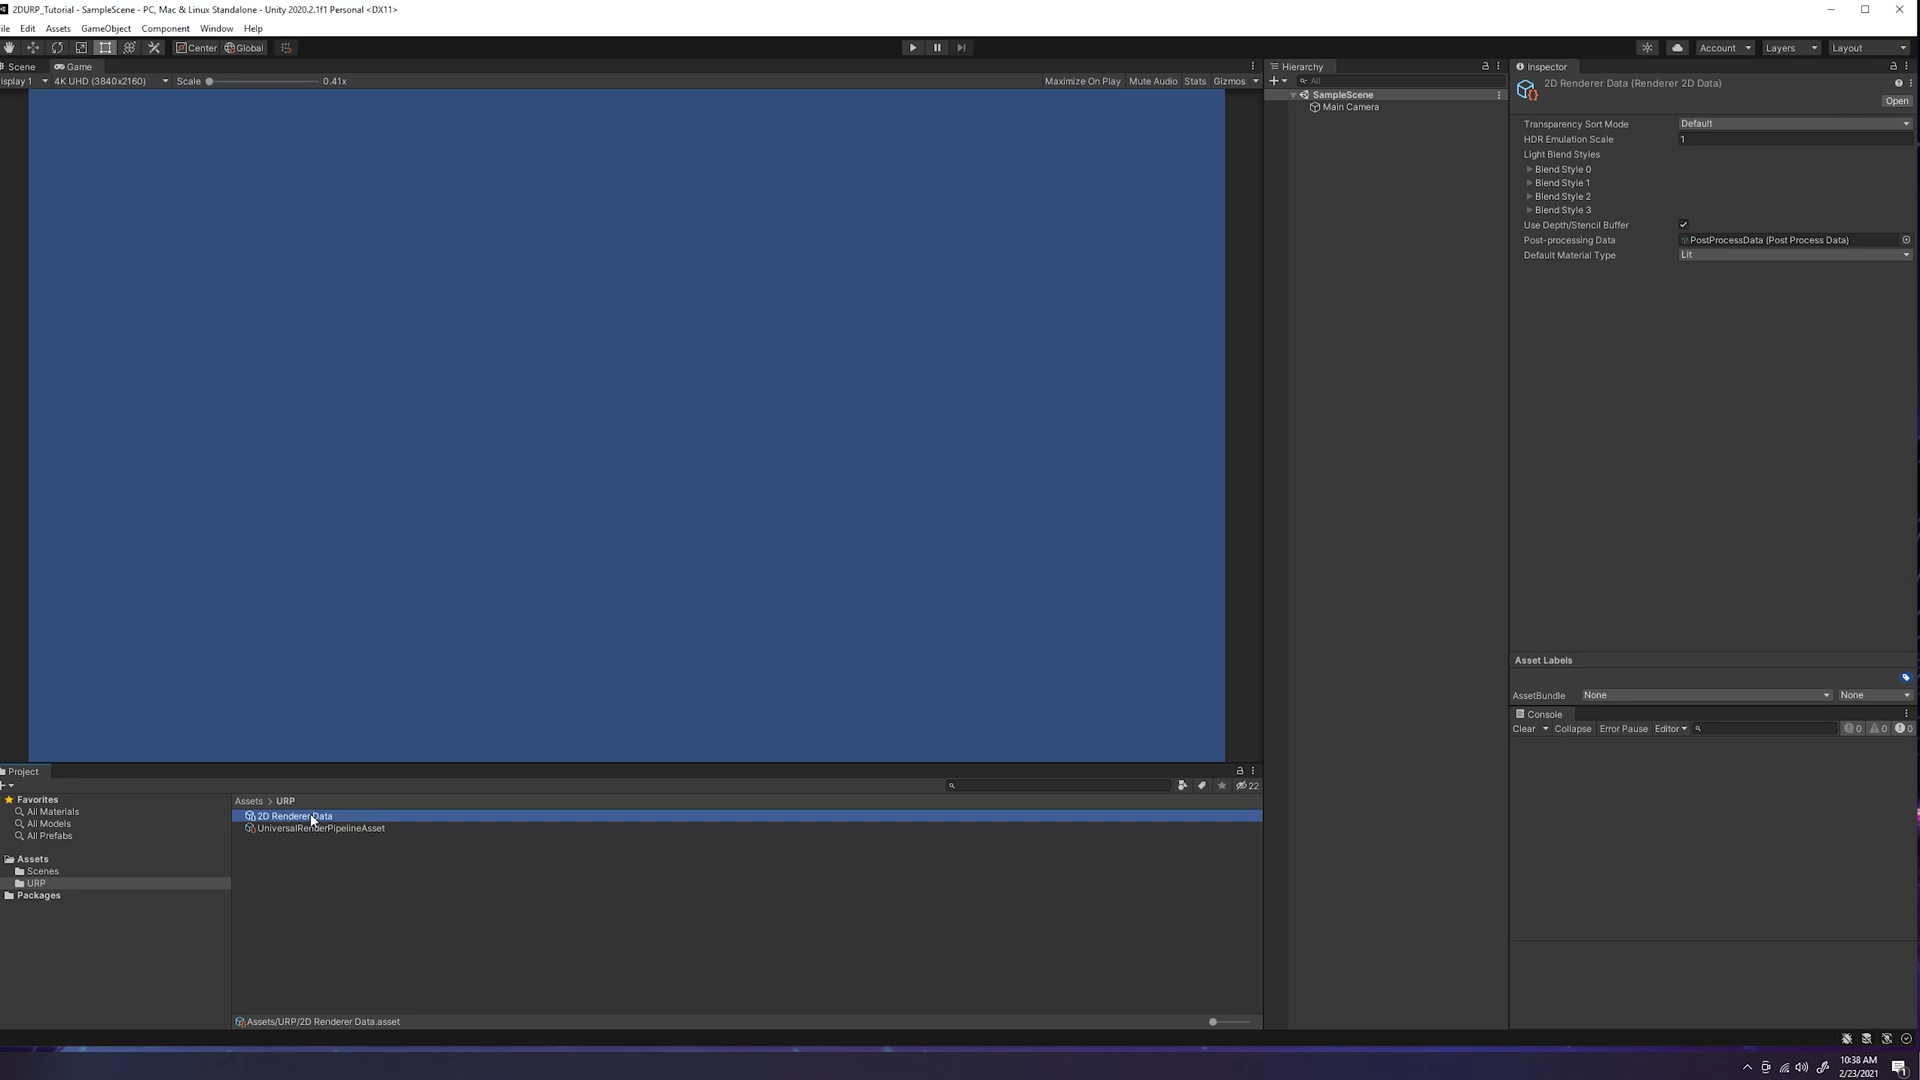 2DURP_Tutorial - SampleScene - PC, Mac & Linux Standalone - Unity 2020.2.1f1 Personal <DX11>
ile Edit Assets GameObject Component Window Help
Center Global Account Layers Layout
Scene Game
isplay 1 4K UHD (3840x2160) Scale 0.41x Maximize On Play Mute Audio Stats Gizmos
Hierarchy
All
SampleScene
Main Camera
Inspector
2D Renderer Data (Renderer 2D Data)
Open
Transparency Sort Mode Default
HDR Emulation Scale 1
Light Blend Styles
Blend Style 0
Blend Style 1
Blend Style 2
Blend Style 3
Use Depth/Stencil Buffer
Post-processing Data PostProcessData (Post Process Data)
Default Material Type Lit
Asset Labels
AssetBundle None None
Console
Clear Collapse Error Pause Editor 0 0 0
Project
22
Favorites
All Materials
All Models
All Prefabs
Assets
Scenes
URP
Packages
Assets > URP
2D Renderer Data
UniversalRenderPipelineAsset
Assets/URP/2D Renderer Data.asset
10:38 AM
2/23/2021
1